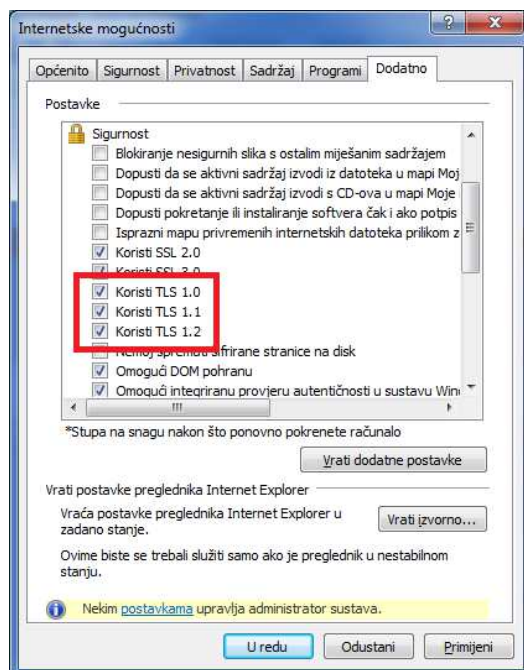 Internetske mogućnosti
Općenito Sigurnost Privatnost Sadržaj Programi Dodatno
Postavke
Sigurnost
Blokiranje nesigurnih slika s ostalim miješanim sadržajem
Dopusti da se aktivni sadržaj izvodi iz datoteka u mapi Moj
Dopusti da se aktivni sadržaj izvodi s CD-ova u mapi Moje
Dopusti pokretanje ili instaliranje softvera čak i ako potpis
Isprazni mapu privremenih internetskih datoteka prilikom z
Koristi SSL 2.0
Koristi SSL 3.0
Koristi TLS 1.0
Koristi TLS 1.1
Koristi TLS 1.2
Nemoj spremati šifrirane stranice na disk
Omogući DOM pohranu
Omogući integriranu provjeru autentičnosti u sustavu Win
*Stupa na snagu nakon što ponovno pokrenete računalo
Vrati dodatne postavke
Vrati postavke preglednika Internet Explorer
Vraća postavke preglednika Internet Explorer u
zadano stanje.
Vrati izvorno...
Ovime biste se trebali služiti samo ako je preglednik u nestabilnom
stanju.
Nekim postavkama upravlja administrator sustava.
U redu Odustani Primijeni